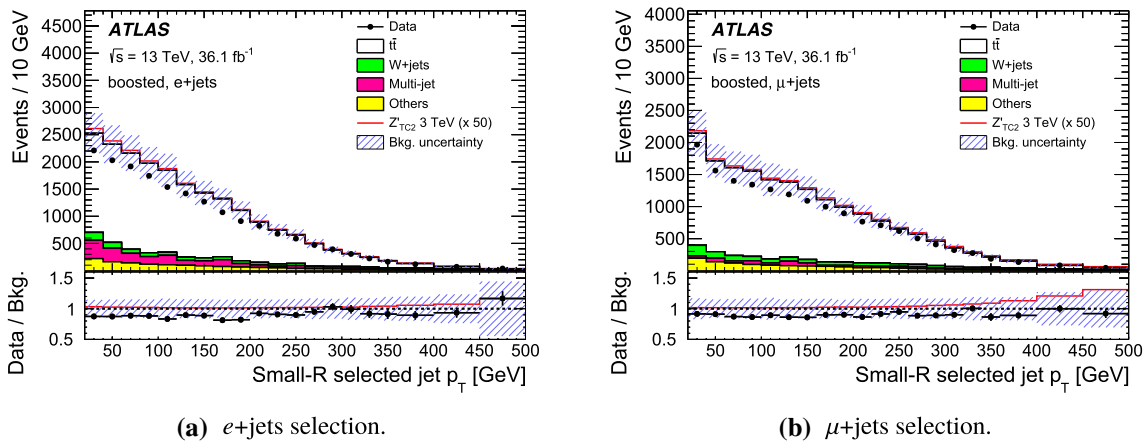 Events / 10 GeV
4500
4000
3500
3000
2500
2000
1500
1000
500
ATLAS
√s = 13 TeV, 36.1 fb⁻¹
boosted, e+jets
Data
tt̄
W+jets
Multi-jet
Others
Z'TC2 3 TeV (x 50)
Bkg. uncertainty
Data / Bkg.
1.5
1
0.5
50 100 150 200 250 300 350 400 450 500
Small-R selected jet pT [GeV]
(a) e+jets selection.
Events / 10 GeV
4000
3500
3000
2500
2000
1500
1000
500
ATLAS
√s = 13 TeV, 36.1 fb⁻¹
boosted, μ+jets
Data
tt̄
W+jets
Multi-jet
Others
Z'TC2 3 TeV (x 50)
Bkg. uncertainty
Data / Bkg.
1.5
1
0.5
50 100 150 200 250 300 350 400 450 500
Small-R selected jet pT [GeV]
(b) μ+jets selection.